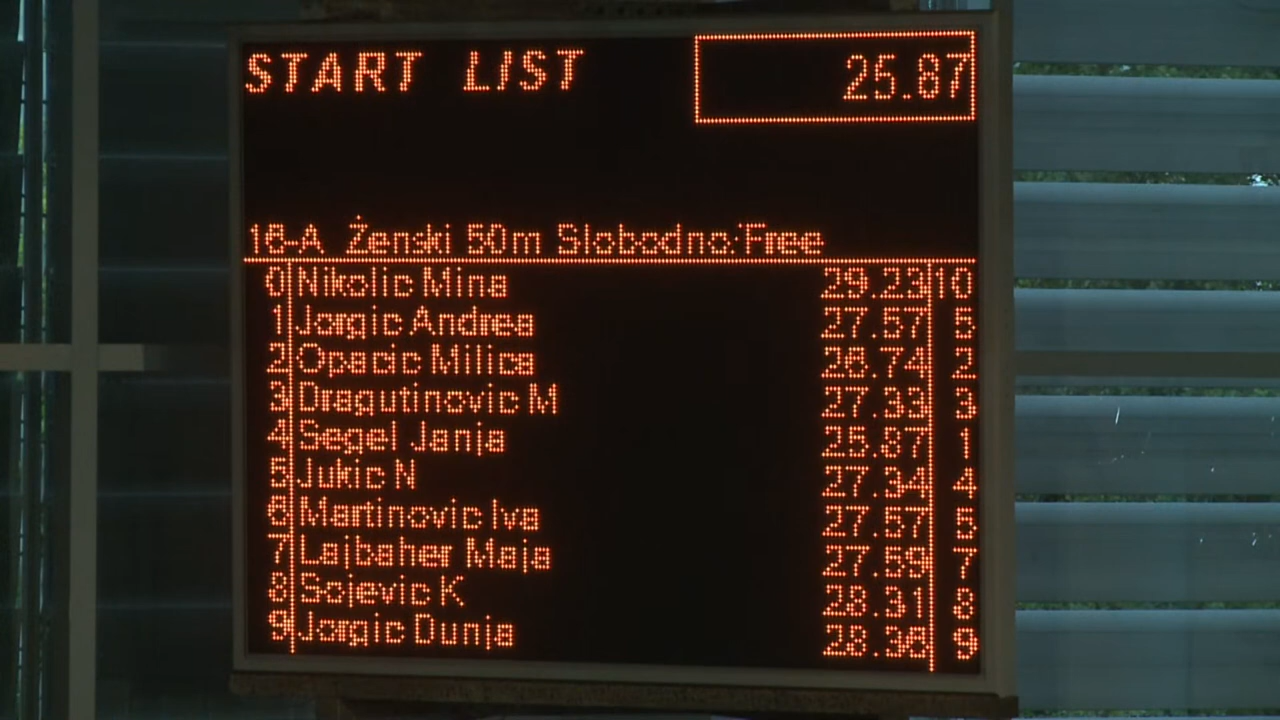 START LIST 25.87
16-A Ženski 50m Slobodno/Free
0 Nikolic Mina 29.23 10
1 Jorgic Andrea 27.57 5
2 Opacic Milica 26.74 2
3 Dragutinovic M 27.33 3
4 Segel Janja 25.87 1
5 Jukic N 27.34 4
6 Martinovic Iva 27.57 5
7 Lajbaher Maja 27.59 7
8 Sojevic K 28.31 8
9 Jorgic Dunja 28.36 9